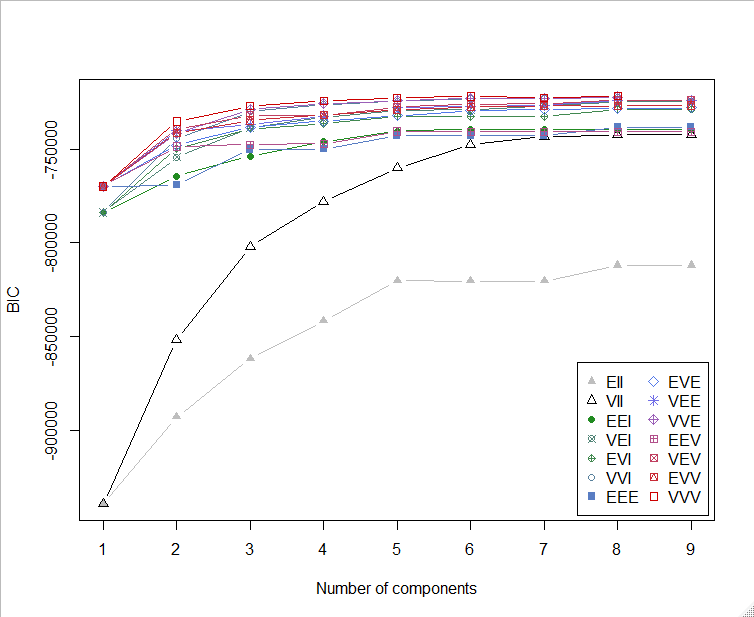 BIC
-750000
-800000
-850000
-900000
1 2 3 4 5 6 7 8 9
Number of components
EII EVE
VII VEE
EEI VVE
VEI EEV
EVI VEV
VVI EVV
EEE VVV